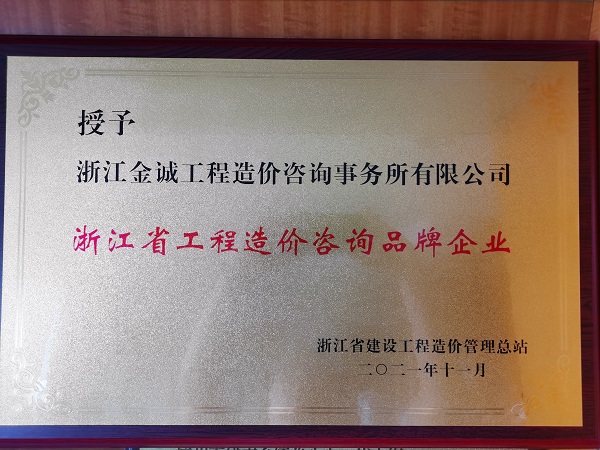 授予
浙江金诚工程造价咨询事务所有限公司
浙江省工程造价咨询品牌企业
浙江省建设工程造价管理总站
二〇二一年十一月